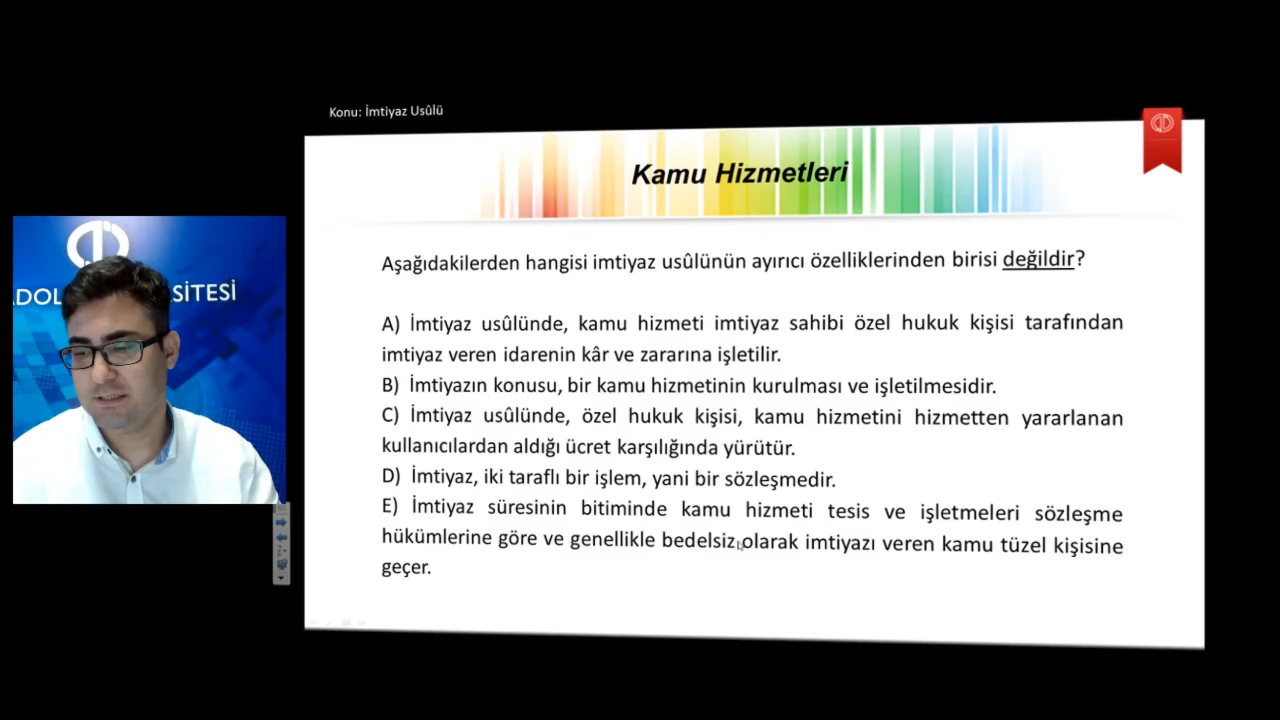 Konu: İmtiyaz Usûlü
Kamu Hizmetleri
ADOL SİTESİ
Aşağıdakilerden hangisi imtiyaz usûlünün ayırıcı özelliklerinden birisi değildir?
A) İmtiyaz usûlünde, kamu hizmeti imtiyaz sahibi özel hukuk kişisi tarafından
imtiyaz veren idarenin kâr ve zararına işletilir.
B) İmtiyazın konusu, bir kamu hizmetinin kurulması ve işletilmesidir.
C) İmtiyaz usûlünde, özel hukuk kişisi, kamu hizmetini hizmetten yararlanan
kullanıcılardan aldığı ücret karşılığında yürütür.
D) İmtiyaz, iki taraflı bir işlem, yani bir sözleşmedir.
E) İmtiyaz süresinin bitiminde kamu hizmeti tesis ve işletmeleri sözleşme
hükümlerine göre ve genellikle bedelsiz olarak imtiyazı veren kamu tüzel kişisine
geçer.